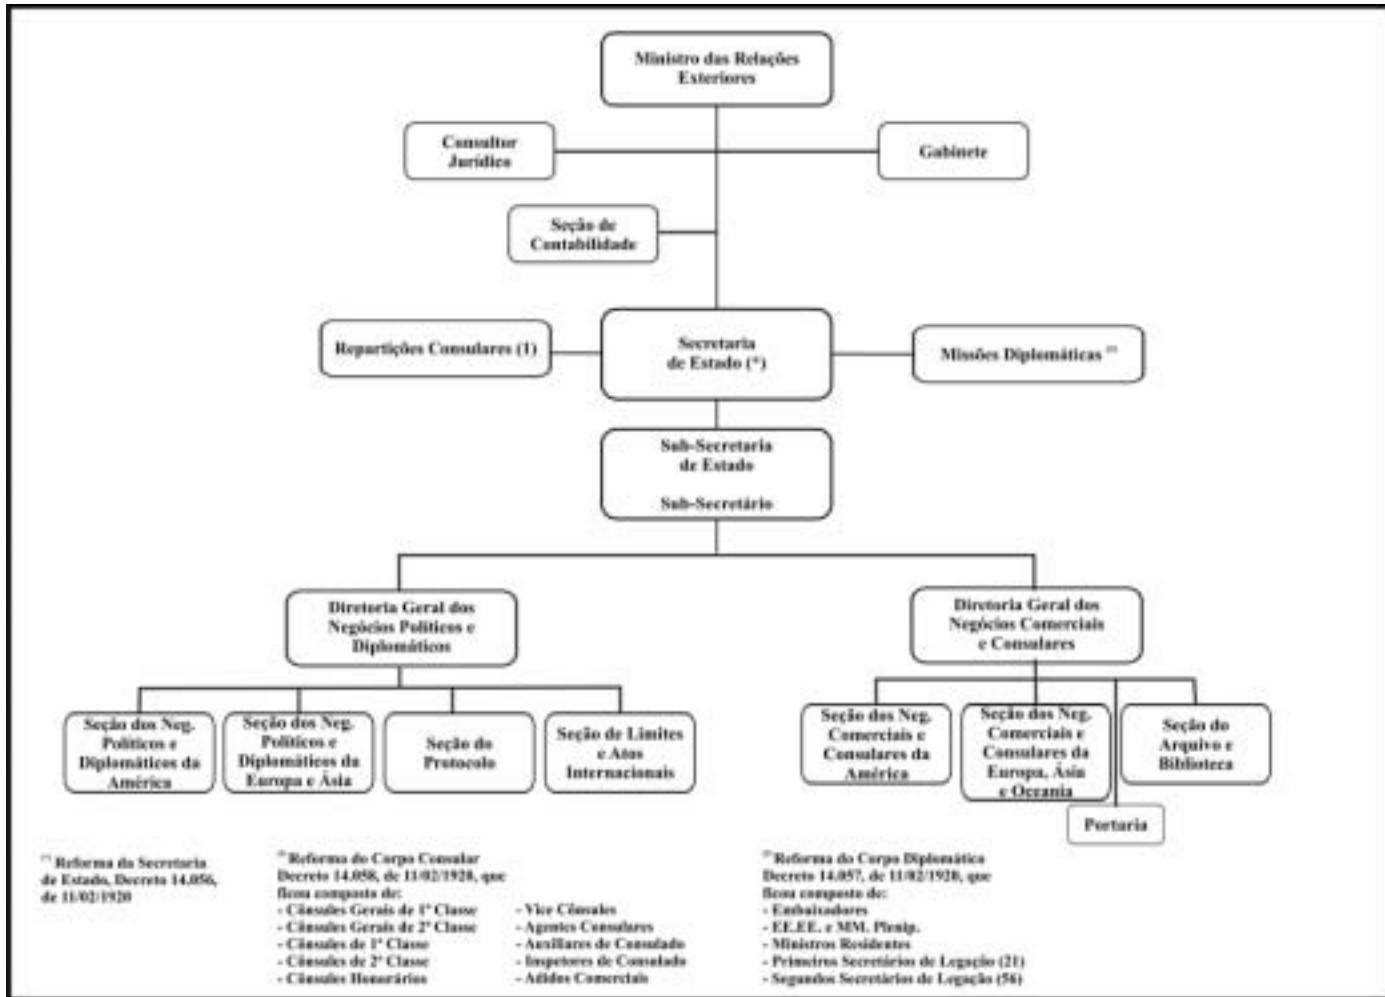 Ministro das Relações
Exteriores
Consultor
Jurídico
Gabinete
Seção de
Contabilidade
Repartições Consulares (1)
Secretaria
de Estado (*)
Missões Diplomáticas
Sub-Secretaria
de Estado
Sub-Secretário
Diretoria Geral dos
Negócios Políticos e
Diplomáticos
Diretoria Geral dos
Negócios Comerciais
e Consulares
Seção dos Neg.
Políticos e
Diplomáticos da
América
Seção dos Neg.
Políticos e
Diplomáticos da
Europa e Ásia
Seção do
Protocolo
Seção de Limites
e Atos
Internacionais
Seção dos Neg.
Comerciais e
Consulares da
América
Seção dos Neg.
Comerciais e
Consulares da
Europa, Ásia
e Oceania
Seção do
Arquivo e
Biblioteca
Portaria
Reforma da Secretaria
de Estado, Decreto 14.056,
de 11/02/1920
Reforma do Corpo Consular
Decreto 14.058, de 11/02/1920, que
ficou composto de:
- Cônsules Gerais de 1ª Classe
- Cônsules Gerais de 2ª Classe
- Cônsules de 1ª Classe
- Cônsules de 2ª Classe
- Cônsules Honorários
- Vice Cônsules
- Agentes Consulares
- Auxiliares de Consulado
- Inspetores de Consulado
- Adidos Comerciais
Reforma do Corpo Diplomático
Decreto 14.057, de 11/02/1920, que
ficou composto de:
- Embaixadores
- EE.EE. e MM. Plenip.
- Ministros Residentes
- Primeiros Secretários de Legação (21)
- Segundos Secretários de Legação (56)